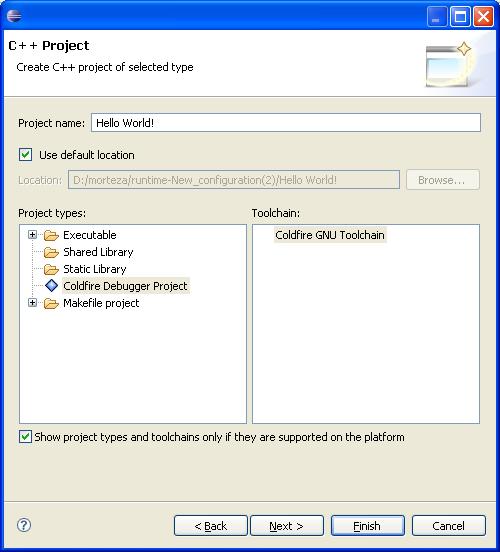 C++ Project
Create C++ project of selected type
Project name: Hello World!
Use default location
Location: D:/morteza/runtime-New_configuration(2)/Hello World! Browse...
Project types:
Executable
Shared Library
Static Library
Coldfire Debugger Project
Makefile project
Toolchain:
Coldfire GNU Toolchain
Show project types and toolchains only if they are supported on the platform
? < Back Next > Finish Cancel